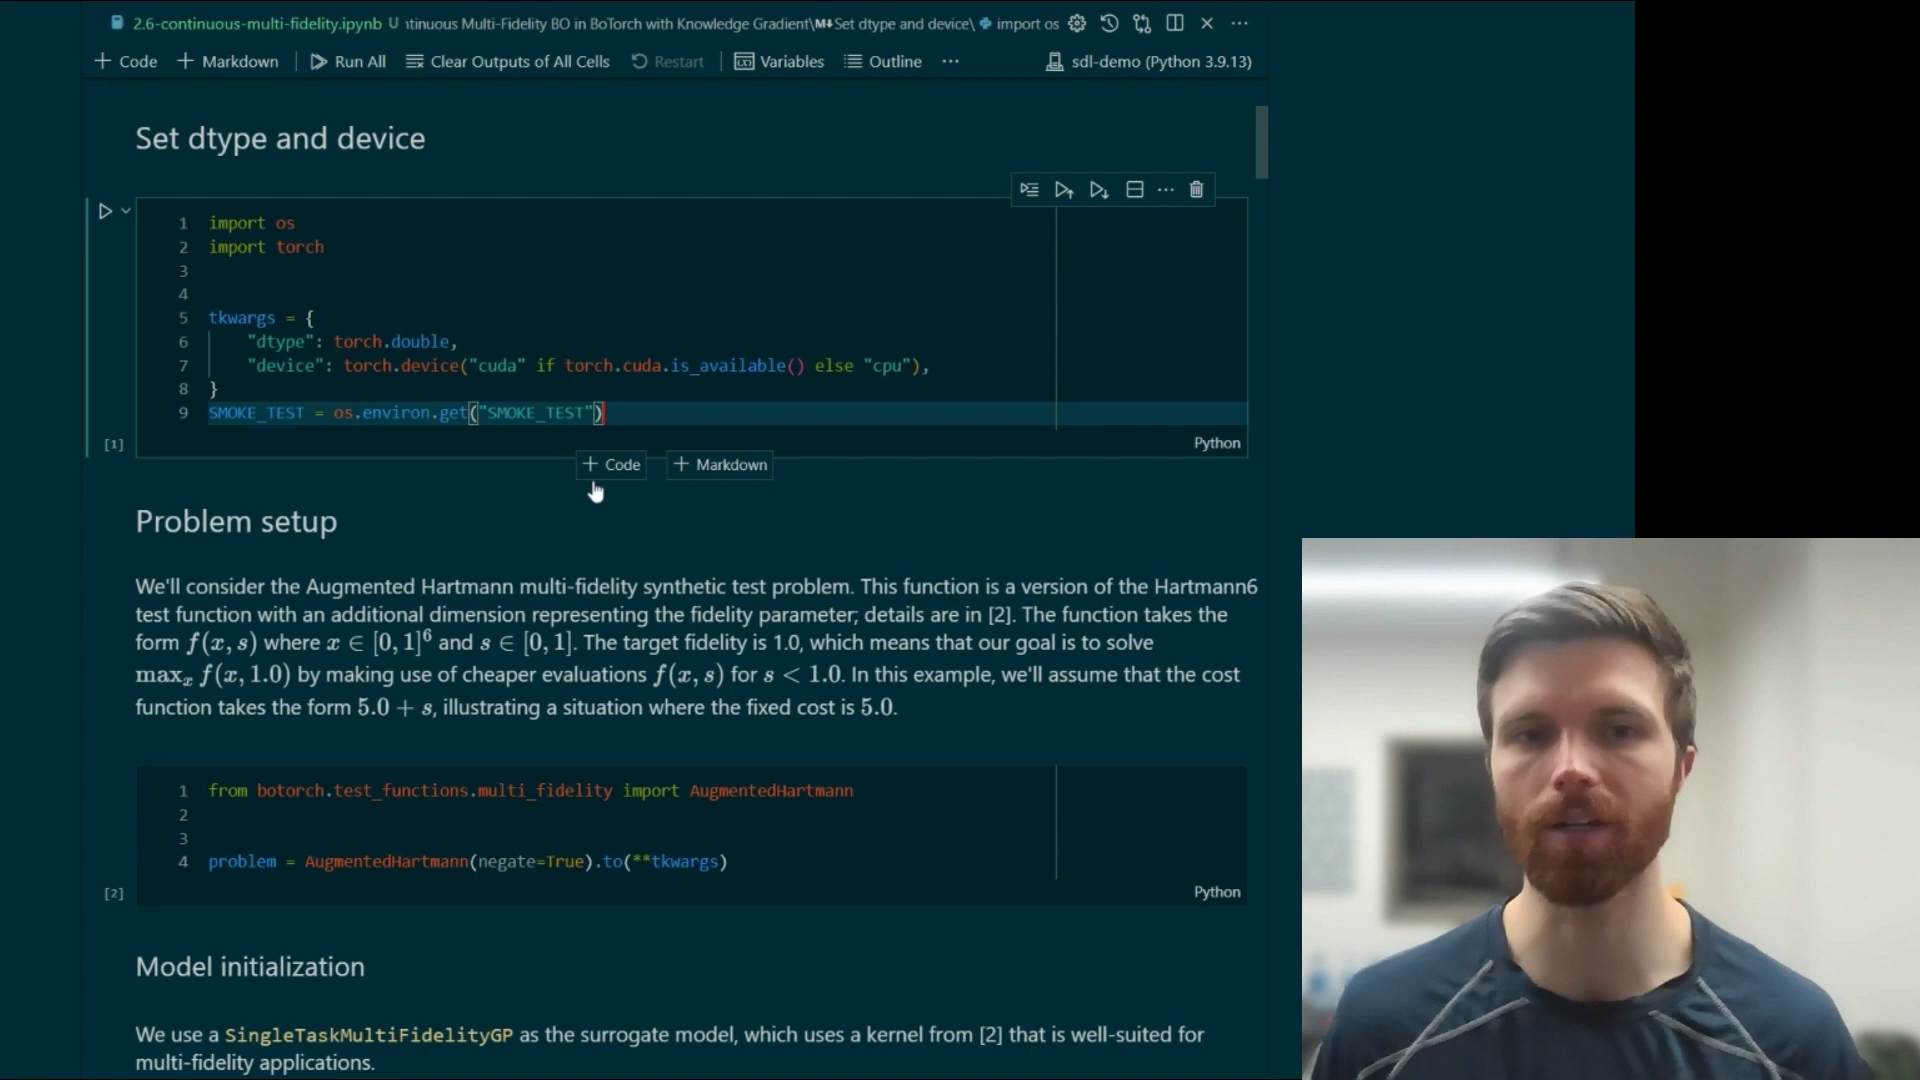 2.6-continuous-multi-fidelity.ipynb U tinuous Multi-Fidelity BO in BoTorch with Knowledge Gradient\M↓Set dtype and device\ import os ···
+ Code + Markdown Run All Clear Outputs of All Cells Restart Variables Outline ··· sdl-demo (Python 3.9.13)
Set dtype and device
1 import os
2 import torch
3
4
5 tkwargs = {
6 "dtype": torch.double,
7 "device": torch.device("cuda" if torch.cuda.is_available() else "cpu"),
8 }
9 SMOKE_TEST = os.environ.get("SMOKE_TEST")
[1] Python
+ Code + Markdown
Problem setup
We'll consider the Augmented Hartmann multi-fidelity synthetic test problem. This function is a version of the Hartmann6
test function with an additional dimension representing the fidelity parameter; details are in [2]. The function takes the
form f(x, s) where x ∈ [0, 1]⁶ and s ∈ [0, 1]. The target fidelity is 1.0, which means that our goal is to solve
maxₓ f(x, 1.0) by making use of cheaper evaluations f(x, s) for s < 1.0. In this example, we'll assume that the cost
function takes the form 5.0 + s, illustrating a situation where the fixed cost is 5.0.
1 from botorch.test_functions.multi_fidelity import AugmentedHartmann
2
3
4 problem = AugmentedHartmann(negate=True).to(**tkwargs)
[2] Python
Model initialization
We use a SingleTaskMultiFidelityGP as the surrogate model, which uses a kernel from [2] that is well-suited for
multi-fidelity applications.